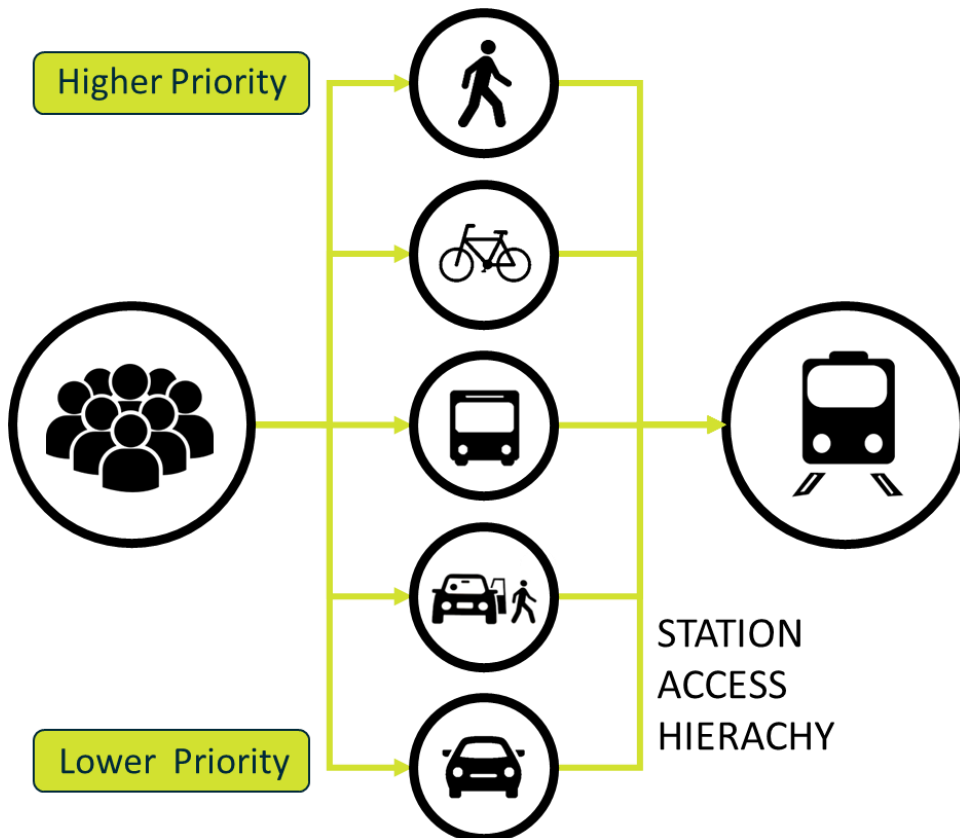 Higher Priority
STATION
ACCESS
HIERACHY
Lower Priority